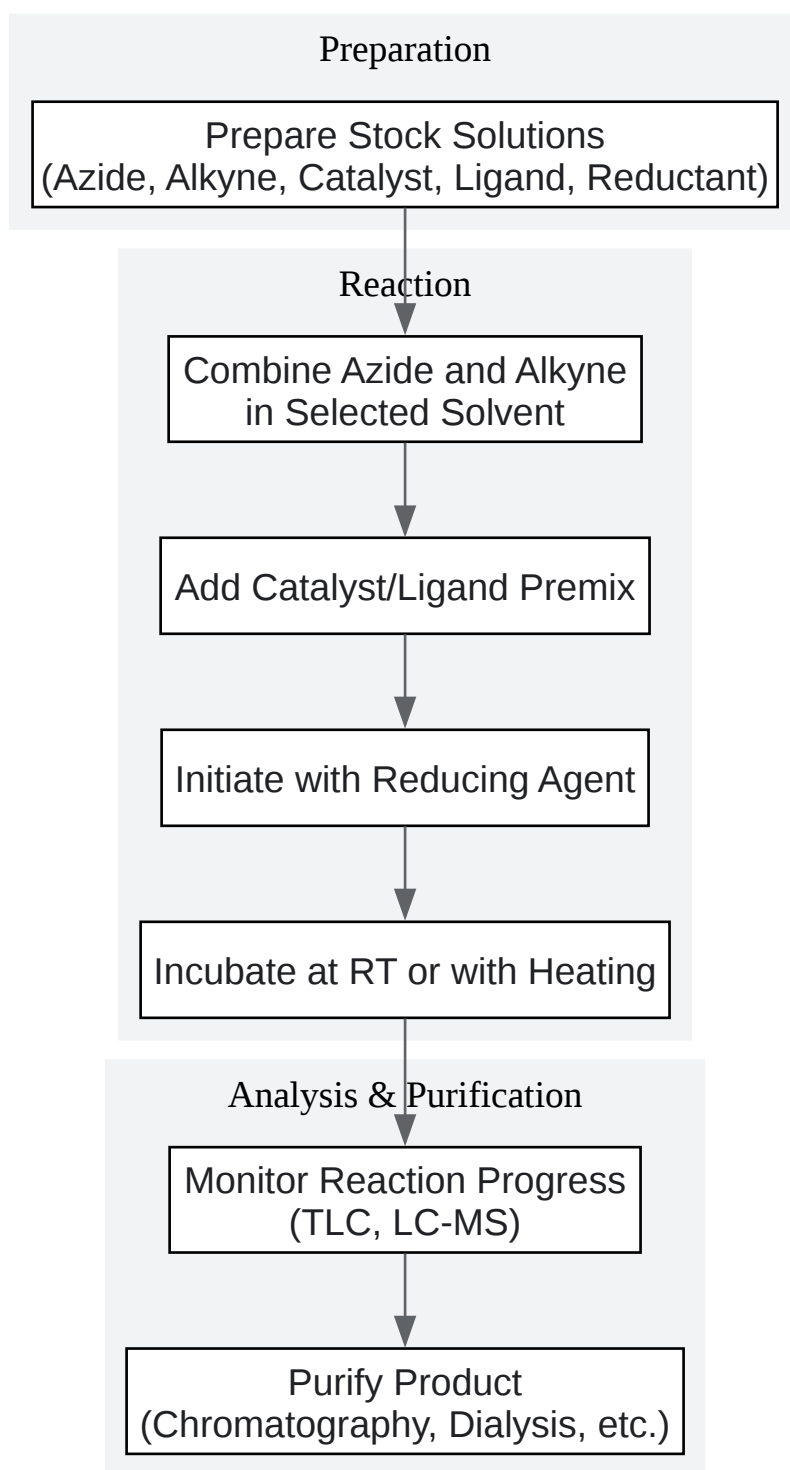 Preparation
Prepare Stock Solutions
(Azide, Alkyne, Catalyst, Ligand, Reductant)
Reaction
Combine Azide and Alkyne
in Selected Solvent
Add Catalyst/Ligand Premix
Initiate with Reducing Agent
Incubate at RT or with Heating
Analysis & Purification
Monitor Reaction Progress
(TLC, LC-MS)
Purify Product
(Chromatography, Dialysis, etc.)